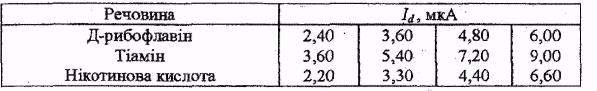 Речовина I_d, мкА
Д-рибофлавін 2,40 3,60 4,80 6,00
Тіамін 3,60 5,40 7,20 9,00
Нікотинова кислота 2,20 3,30 4,40 6,60